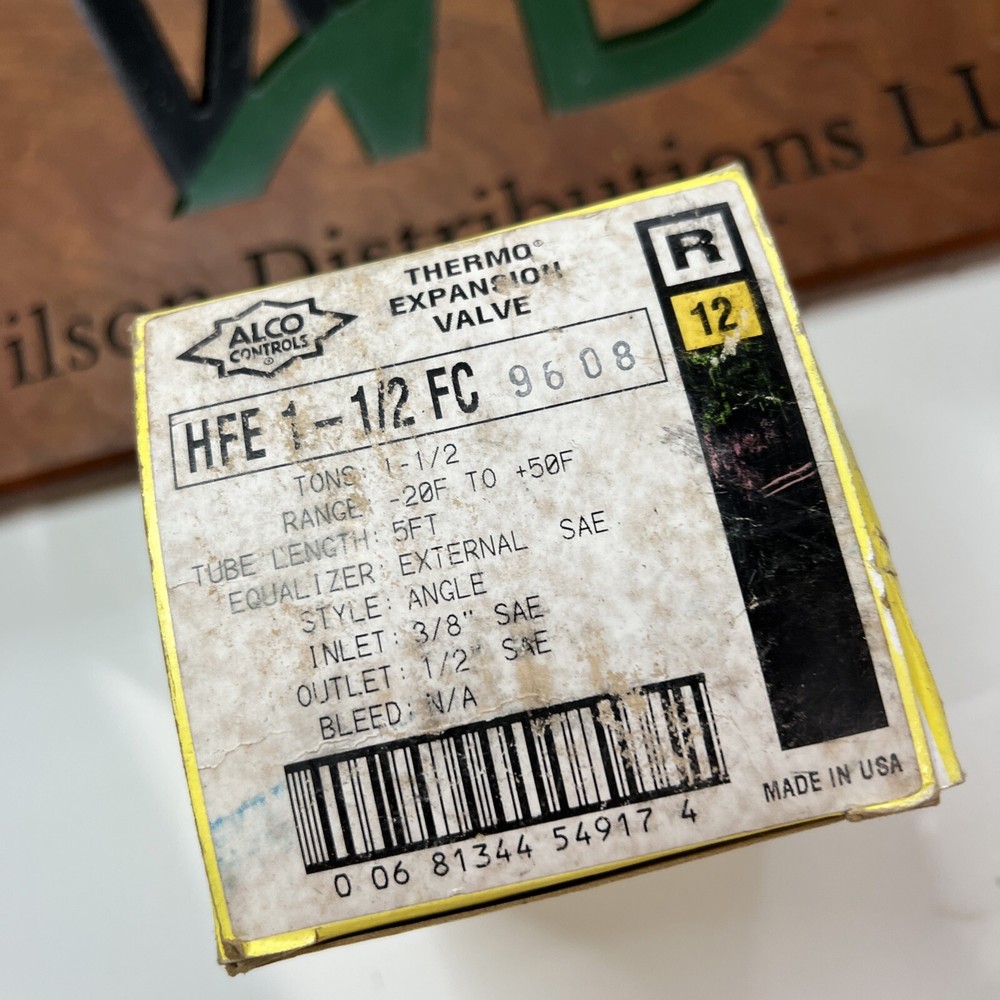 ilson Distributions LL
ALCO
CONTROLS
®
THERMO®
EXPANSION
VALVE
R
12
HFE 1-1/2 FC 9608
TONS: 1-1/2
RANGE: -20F TO +50F
TUBE LENGTH: 5FT
EQUALIZER: EXTERNAL SAE
STYLE: ANGLE
INLET: 3/8" SAE
OUTLET: 1/2" SAE
BLEED: N/A
0 06 81344 54917 4
MADE IN USA